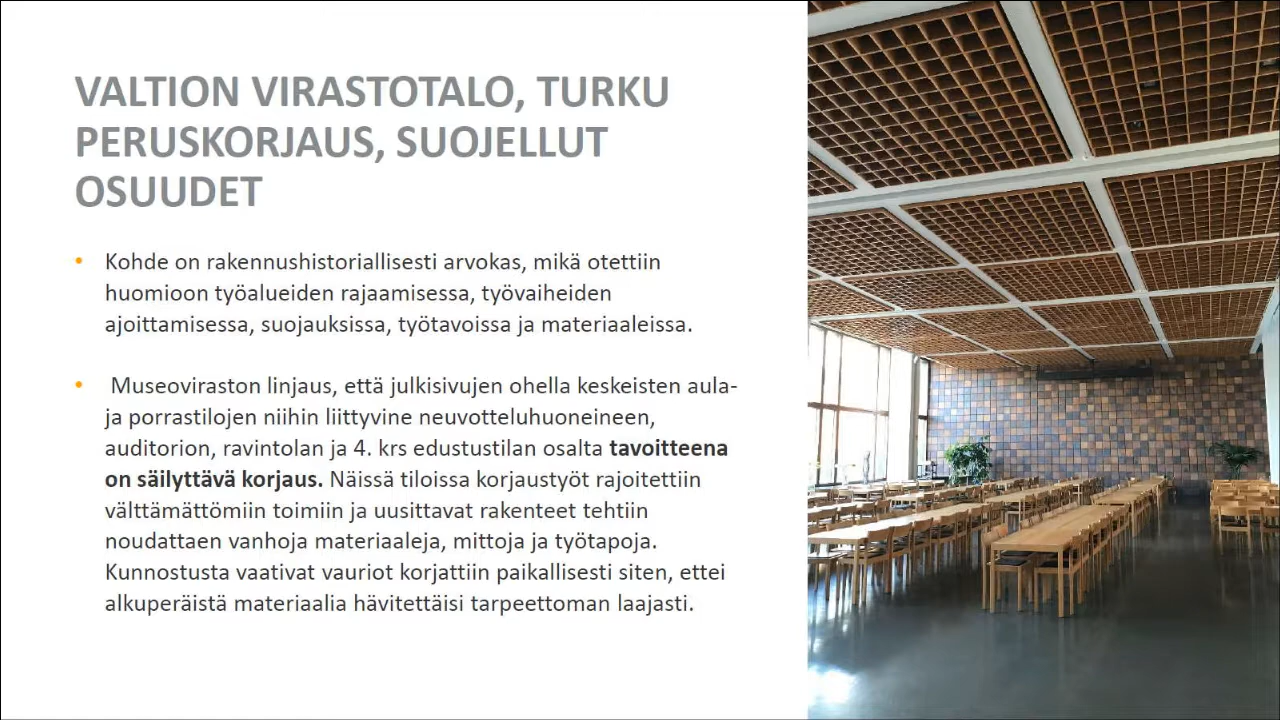 VALTION VIRASTOTALO, TURKU
PERUSKORJAUS, SUOJELLUT
OSUUDET
• Kohde on rakennushistoriallisesti arvokas, mikä otettiin
huomioon työalueiden rajaamisessa, työvaiheiden
ajoittamisessa, suojauksissa, työtavoissa ja materiaaleissa.
• Museoviraston linjaus, että julkisivujen ohella keskeisten aula-
ja porrastilojen niihin liittyvine neuvotteluhuoneineen,
auditorion, ravintolan ja 4. krs edustustilan osalta tavoitteena
on säilyttävä korjaus. Näissä tiloissa korjaustyöt rajoitettiin
välttämättömiin toimiin ja uusittavat rakenteet tehtiin
noudattaen vanhoja materiaaleja, mittoja ja työtapoja.
Kunnostusta vaativat vauriot korjattiin paikallisesti siten, ettei
alkuperäistä materiaalia hävitettäisi tarpeettoman laajasti.